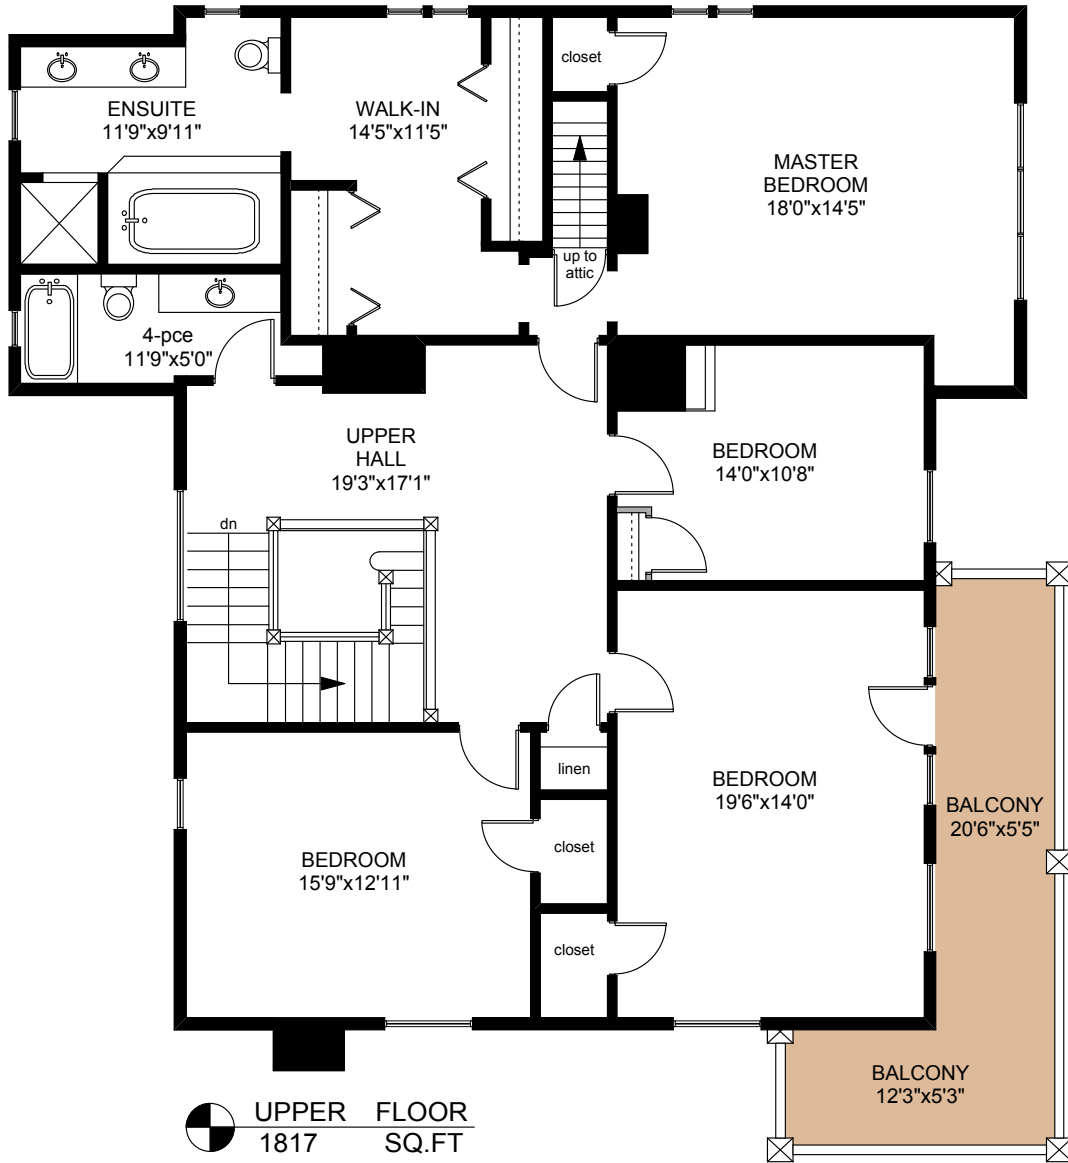 closet
ENSUITE
11'9"x9'11"
WALK-IN
14'5"x11'5"
MASTER
BEDROOM
18'0"x14'5"
up to
attic
4-pce
11'9"x5'0"
UPPER
HALL
19'3"x17'1"
BEDROOM
14'0"x10'8"
dn
linen
BEDROOM
19'6"x14'0"
BALCONY
20'6"x5'5"
closet
BEDROOM
15'9"x12'11"
closet
BALCONY
12'3"x5'3"
UPPER FLOOR
1817 SQ.FT